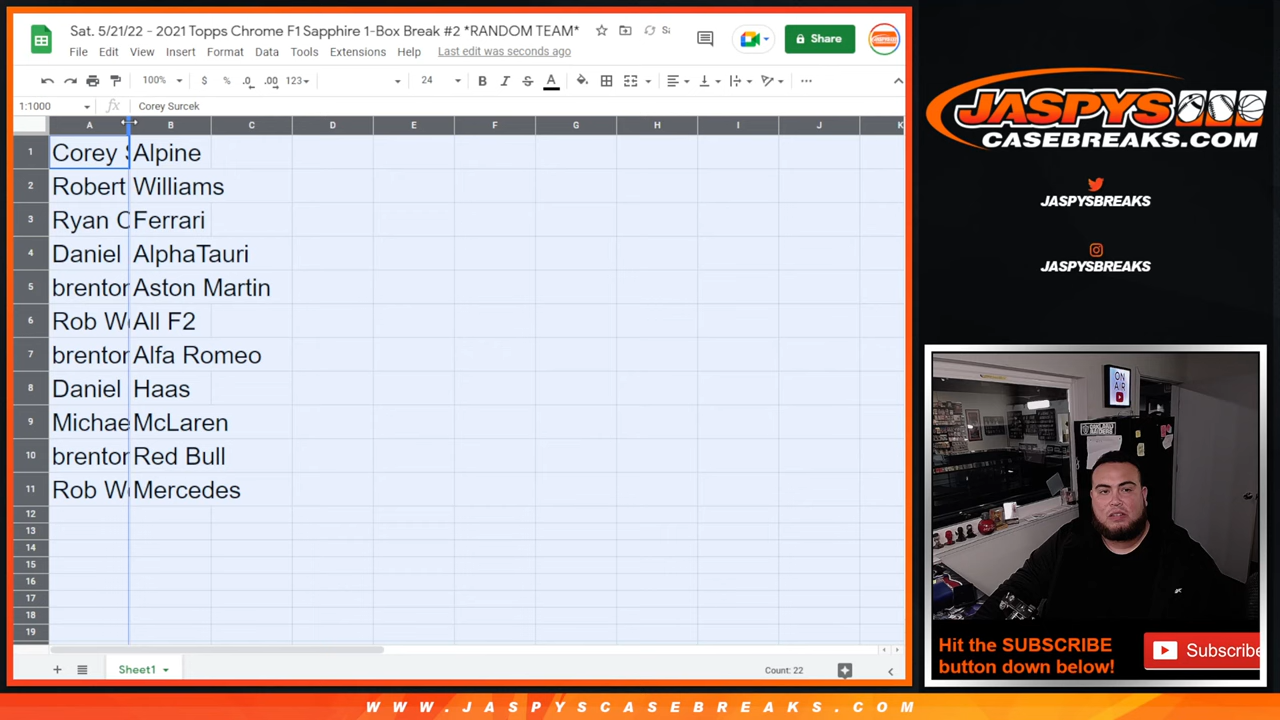 Sat. 5/21/22 - 2021 Topps Chrome F1 Sapphire 1-Box Break #2 *RANDOM TEAM*
Share
File Edit View Insert Format Data Tools Extensions Help Last edit was seconds ago
100% $ % .0 .00 123 24 B I S A
1:1000 fx Corey Surcek
A B C D E F G H I J K
1 Corey Alpine
2 Robert Williams
3 Ryan Ferrari
4 Daniel AlphaTauri
5 brenton Aston Martin
6 Rob All F2
7 brenton Alfa Romeo
8 Daniel Haas
9 Michae McLaren
10 brenton Red Bull
11 Rob Mercedes
12
13
14
15
16
17
18
19
Sheet1
Count: 22
JASPYS
CASEBREAKS.COM
JASPYSBREAKS
JASPYSBREAKS
ON
AIR
Hit the SUBSCRIBE
button down below!
Subscribe
WWW.JASPYSCASEBREAKS.COM